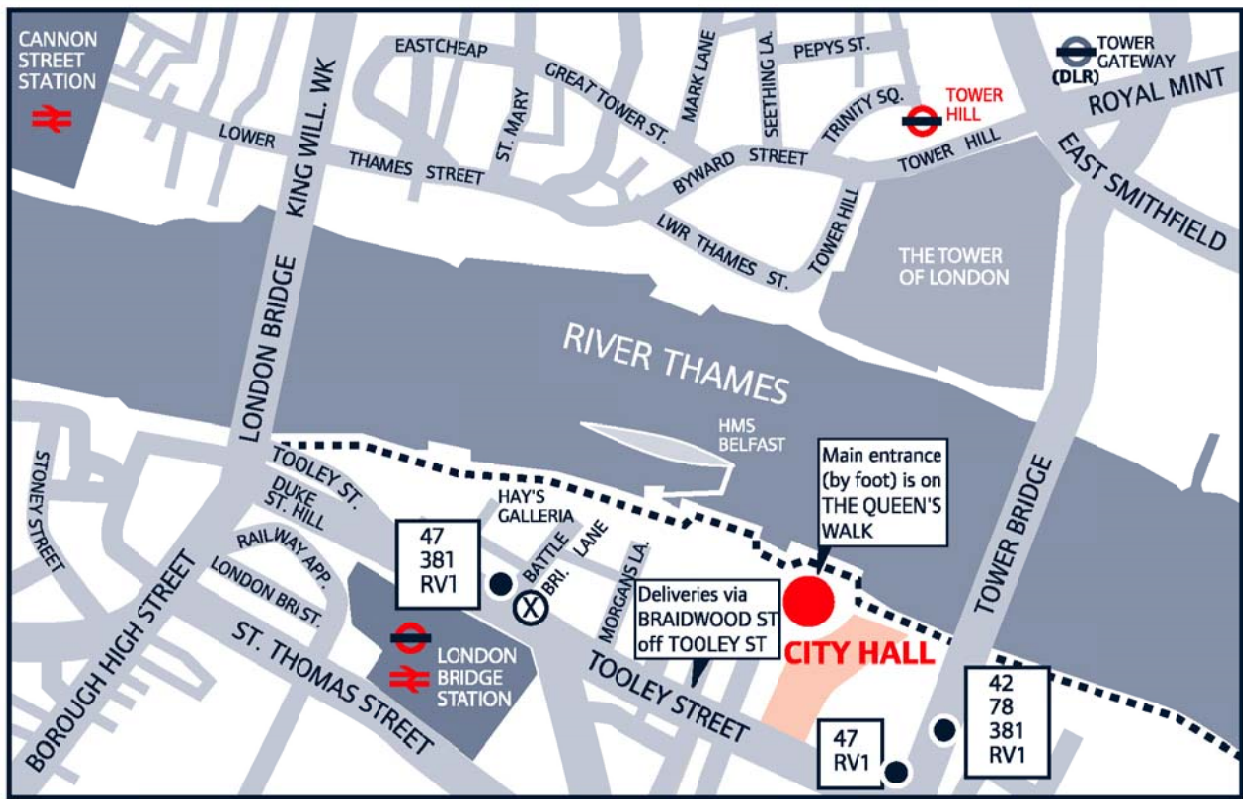 CANNON
STREET
STATION
EASTCHEAP
GREAT TOWER ST.
MARK LANE
SEETHING LA.
PEPYS ST.
TRINITY SQ.
TOWER
HILL
TOWER
GATEWAY
(DLR)
ROYAL MINT
KING WILL. WK
LOWER
THAMES STREET
ST. MARY
BYWARD STREET
TOWER HILL
EAST SMITHFIELD
LWR THAMES ST.
TOWER HILL
THE TOWER
OF LONDON
LONDON BRIDGE
RIVER THAMES
HMS
BELFAST
Main entrance
(by foot) is on
THE QUEEN'S
WALK
TOWER BRIDGE
STONEY STREET
TOOLEY ST.
DUKE
ST. HILL
RAILWAY APP.
LONDON BRI ST.
HAY'S
GALLERIA
BATTLE
BRI. LANE
MORGANS LA.
47
381
RV1
X
Deliveries via
BRAIDWOOD ST
off TOOLEY ST
CITY HALL
BOROUGH HIGH STREET
ST. THOMAS STREET
LONDON
BRIDGE
STATION
TOOLEY STREET
47
RV1
42
78
381
RV1